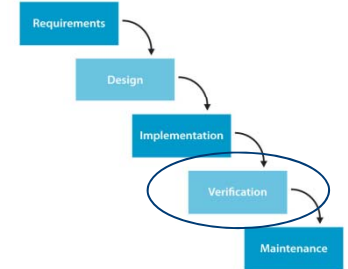 Requirements
Design
Implementation
Verification
Maintenance